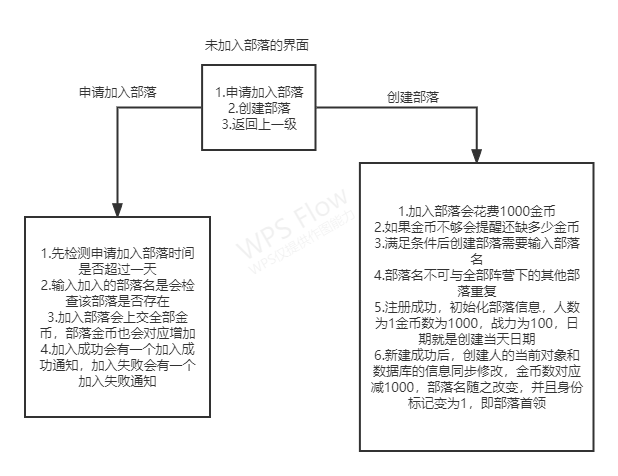 未加入部落的界面
申请加入部落
创建部落
1.申请加入部落
2.创建部落
3.返回上一级
1.先检测申请加入部落时间
是否超过一天
2.输入加入的部落名是会检
查该部落是否存在
3.加入部落会上交全部金
币，部落金币也会对应增加
4.加入成功会有一个加入成
功通知，加入失败会有一个
加入失败通知
1.加入部落会花费1000金币
2.如果金币不够会提醒还缺多少金币
3.满足条件后创建部落需要输入部落
名
4.部落名不可与全部阵营下的其他部
落重复
5.注册成功，初始化部落信息，人数
为1金币数为1000，战力为100，日
期就是创建当天日期
6.新建成功后，创建人的当前对象和
数据库的信息同步修改，金币数对应
减1000，部落名随之改变，并且身份
标记变为1，即部落首领
WPS Flow